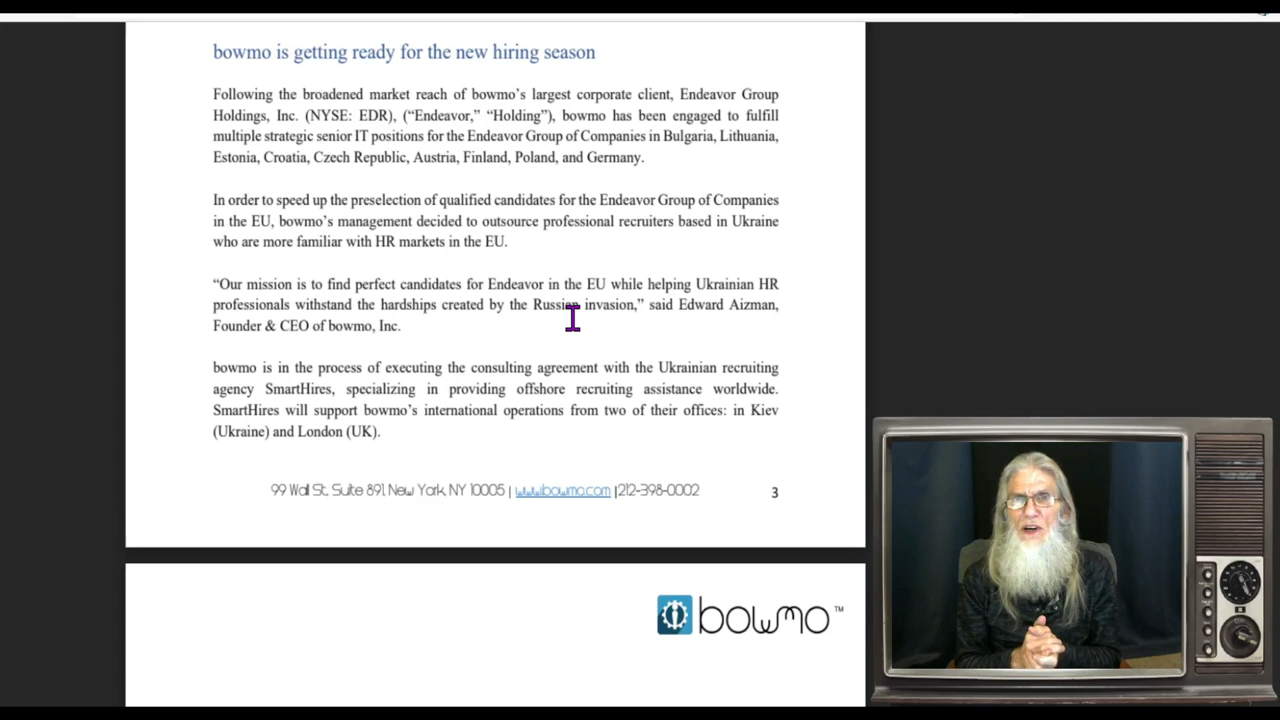 bowmo is getting ready for the new hiring season
Following the broadened market reach of bowmo’s largest corporate client, Endeavor Group
Holdings, Inc. (NYSE: EDR), (“Endeavor,” “Holding”), bowmo has been engaged to fulfill
multiple strategic senior IT positions for the Endeavor Group of Companies in Bulgaria, Lithuania,
Estonia, Croatia, Czech Republic, Austria, Finland, Poland, and Germany.
In order to speed up the preselection of qualified candidates for the Endeavor Group of Companies
in the EU, bowmo’s management decided to outsource professional recruiters based in Ukraine
who are more familiar with HR markets in the EU.
“Our mission is to find perfect candidates for Endeavor in the EU while helping Ukrainian HR
professionals withstand the hardships created by the Russian invasion,” said Edward Aizman,
Founder & CEO of bowmo, Inc.
bowmo is in the process of executing the consulting agreement with the Ukrainian recruiting
agency SmartHires, specializing in providing offshore recruiting assistance worldwide.
SmartHires will support bowmo’s international operations from two of their offices: in Kiev
(Ukraine) and London (UK).
99 Wall St, Suite 891, New York, NY 10005 | www.bowmo.com |212-398-0002
3
bowmo™